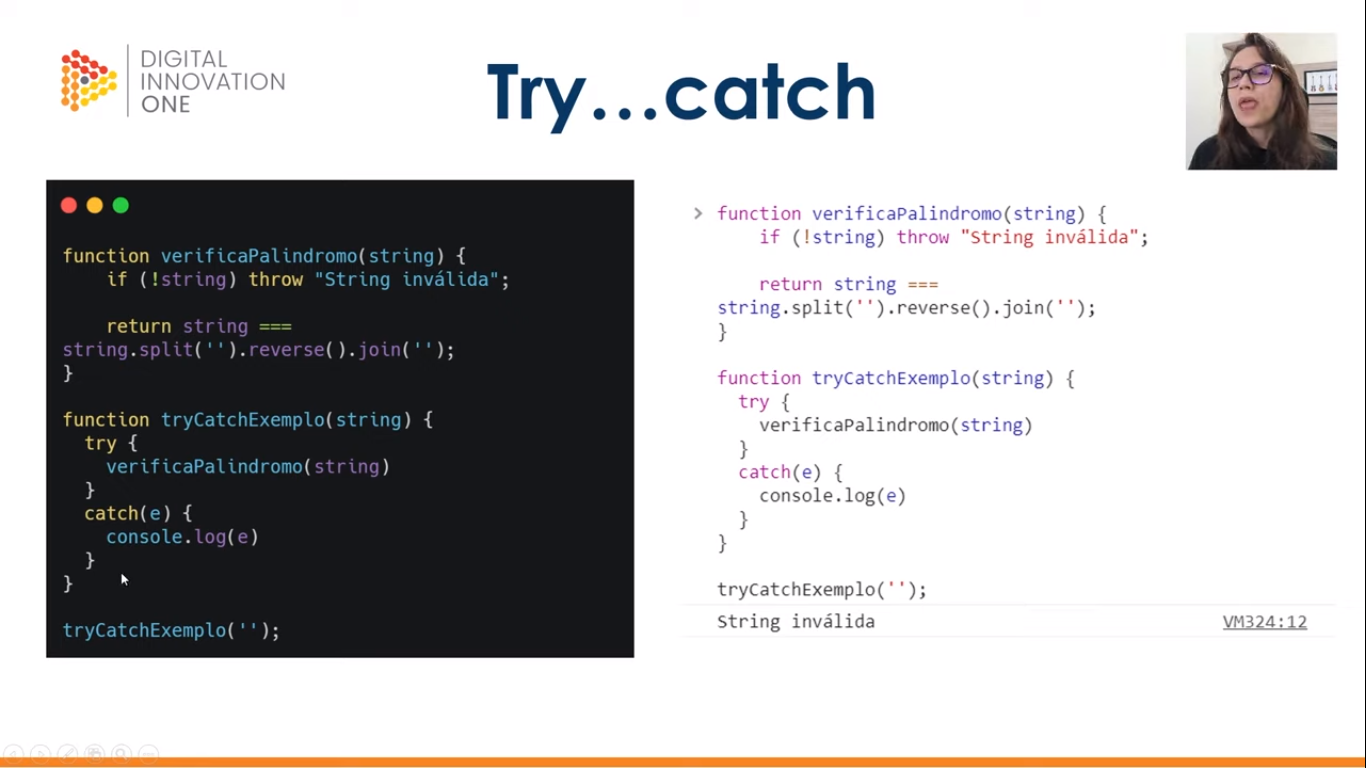 DIGITAL
INNOVATION
ONE
Try...catch
function verificaPalindromo(string) {
if (!string) throw "String inválida";
return string ===
string.split('').reverse().join('');
}
function tryCatchExemplo(string) {
try {
verificaPalindromo(string)
}
catch(e) {
console.log(e)
}
}
tryCatchExemplo('');
> function verificaPalindromo(string) {
if (!string) throw "String inválida";
return string ===
string.split('').reverse().join('');
}
function tryCatchExemplo(string) {
try {
verificaPalindromo(string)
}
catch(e) {
console.log(e)
}
}
tryCatchExemplo('');
String inválida VM324:12